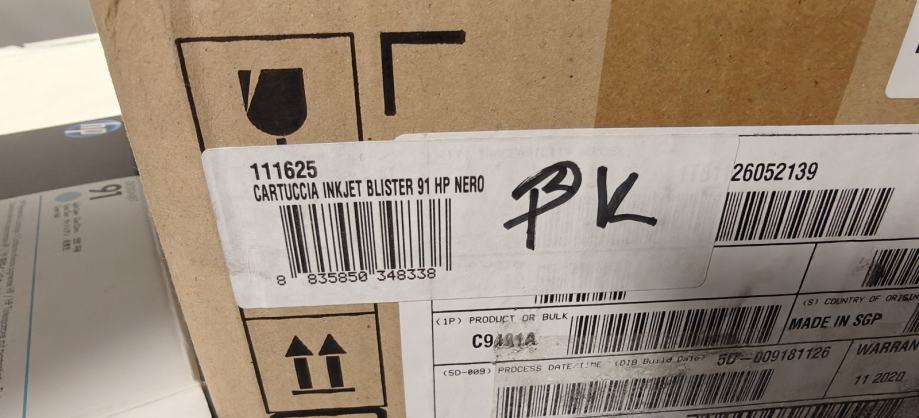 hp
91
111625
CARTUCCIA INKJET BLISTER 91 HP NERO
8 835850 348338
PK
26052139
(1P) PRODUCT OR BULK
(S) COUNTRY OF ORIGIN
MADE IN SGP
(5D-009) PROCESS DATE/TIME (DIB Build Date) 5D-009181126
WARRAN
11 2020